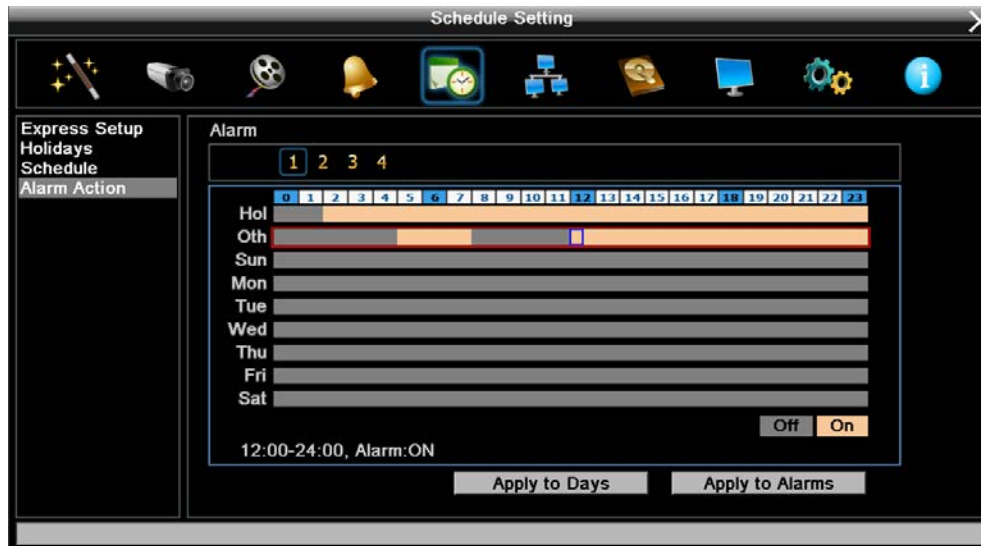 Schedule Setting
Express Setup
Holidays
Schedule
Alarm Action
Alarm
1 2 3 4
0 1 2 3 4 5 6 7 8 9 10 11 12 13 14 15 16 17 18 19 20 21 22 23
Hol
Oth
Sun
Mon
Tue
Wed
Thu
Fri
Sat
Off On
12:00-24:00, Alarm:ON
Apply to Days Apply to Alarms